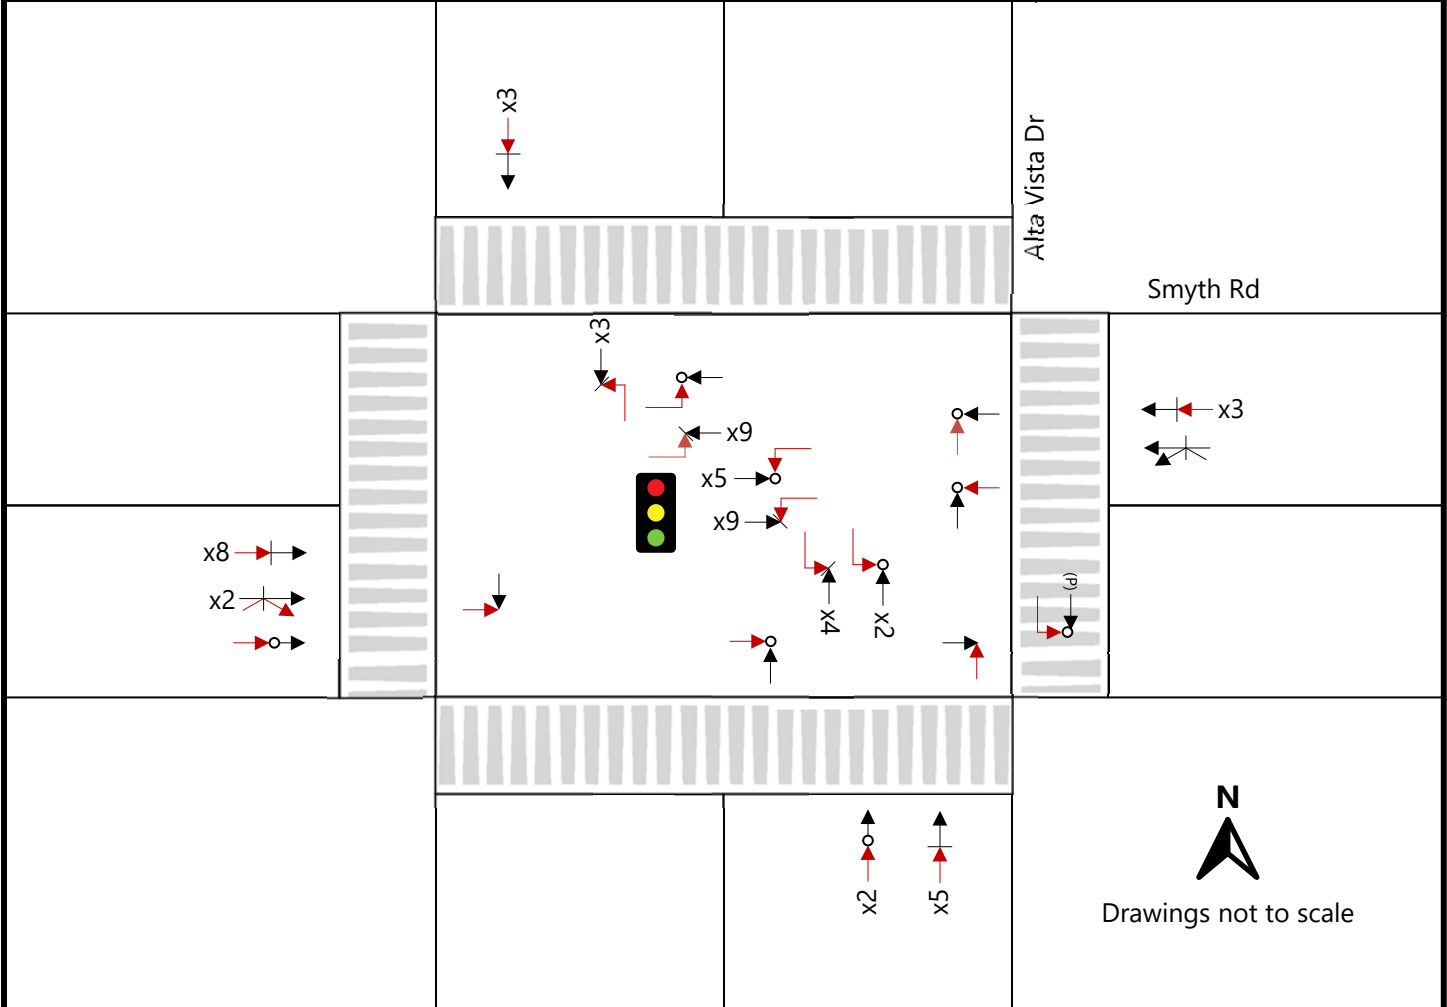 x3
Alta Vista Dr
Smyth Rd
x3
x9
x3
x5
x9
x8
(P)
x2
x4
x2
N
x2
x5
Drawings not to scale